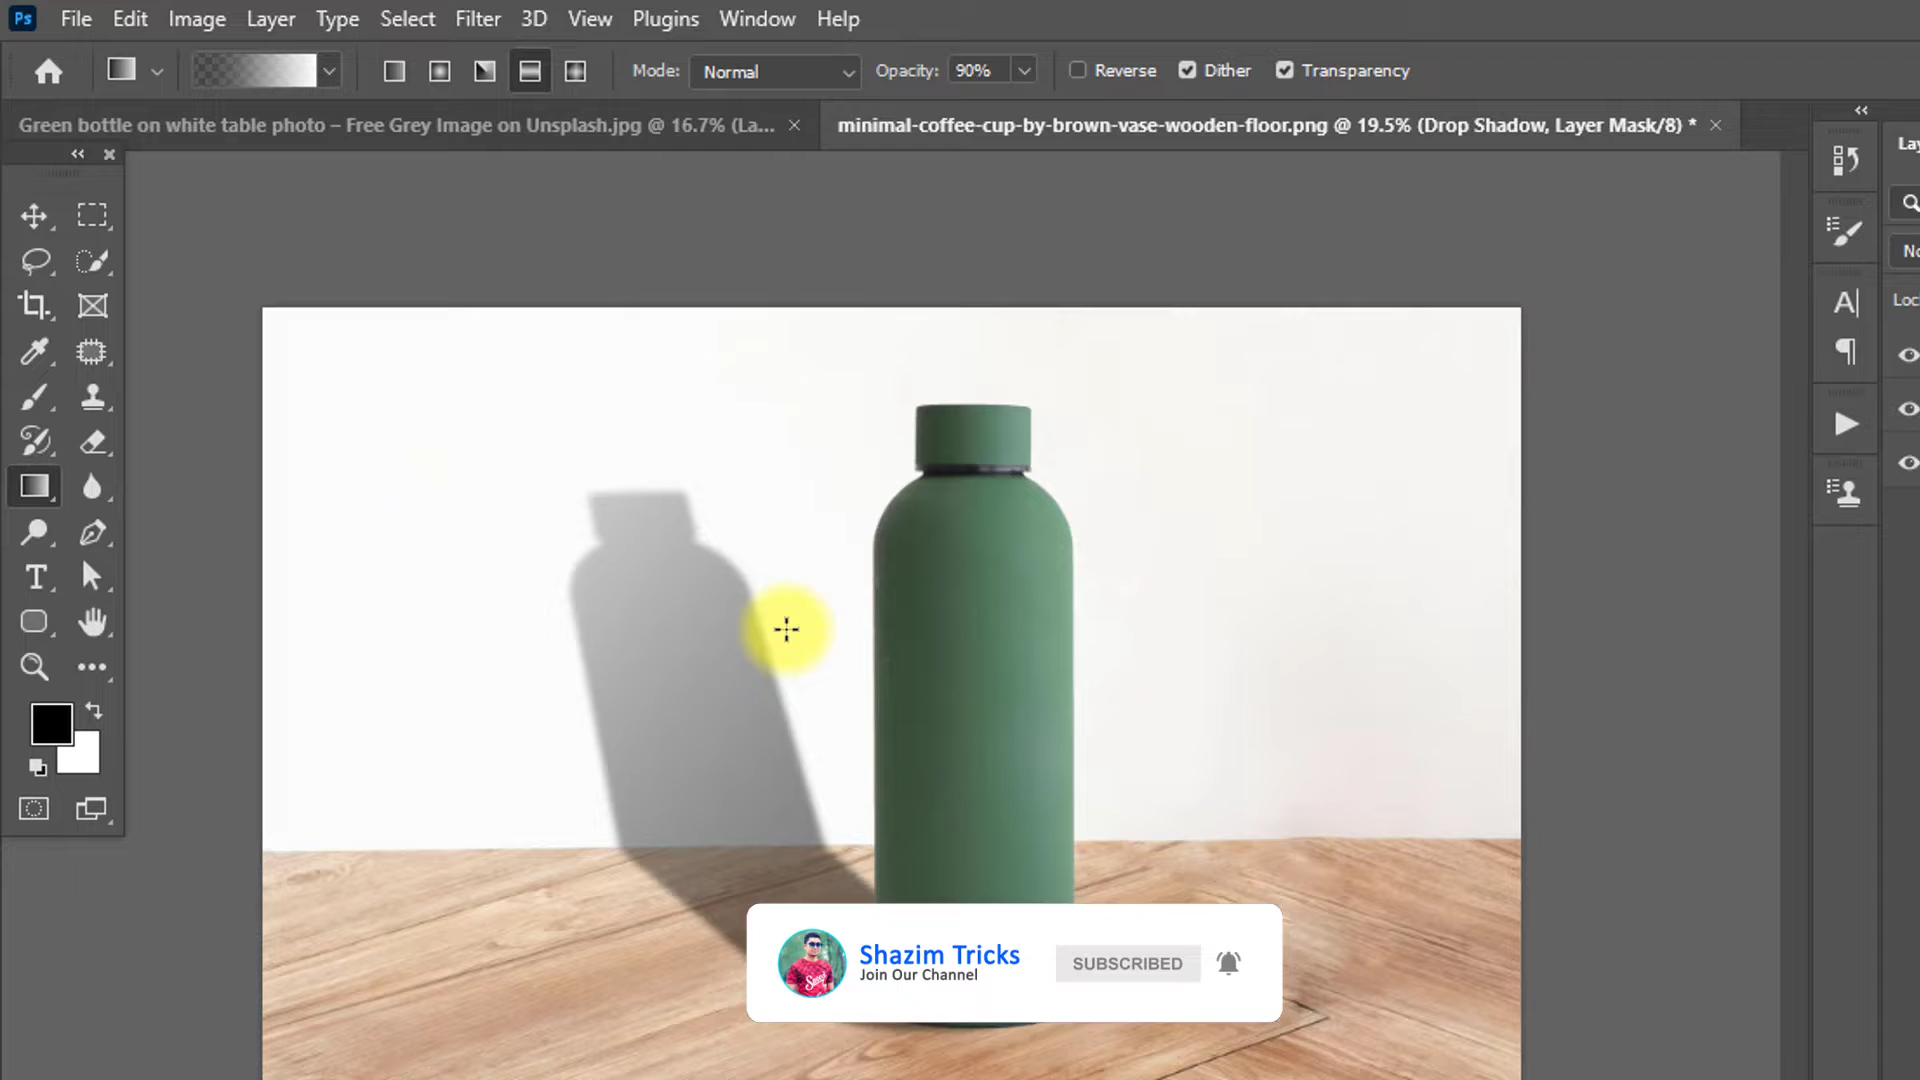 Ps File Edit Image Layer Type Select Filter 3D View Plugins Window Help
Mode: Normal Opacity: 90% Reverse Dither Transparency
Green bottle on white table photo – Free Grey Image on Unsplash.jpg @ 16.7% (La... minimal-coffee-cup-by-brown-vase-wooden-floor.png @ 19.5% (Drop Shadow, Layer Mask/8) *
Lay
No
Loc
Shazim Tricks
Join Our Channel
SUBSCRIBED